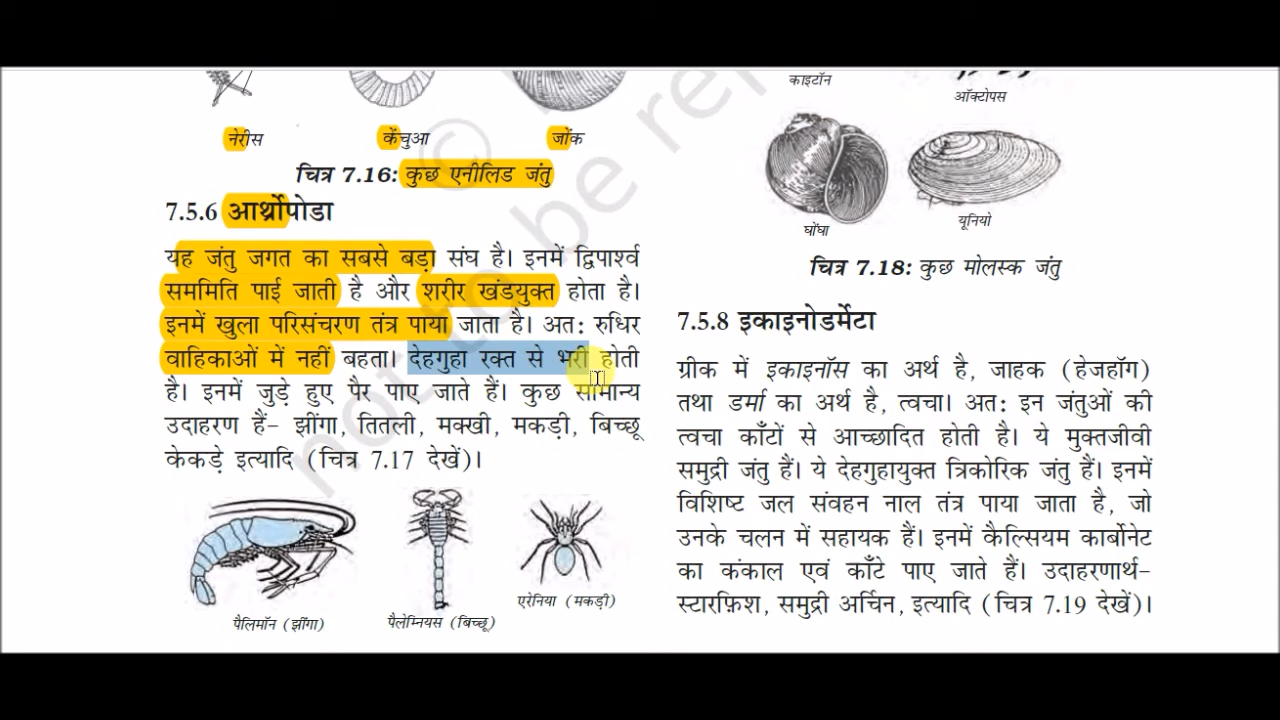 नेरीस
केंचुआ
जोंक
चित्र 7.16: कुछ एनीलिड जंतु
7.5.6 आर्थ्रोपोडा
यह जंतु जगत का सबसे बड़ा संघ है। इनमें द्विपार्श्व
सममिति पाई जाती है और शरीर खंडयुक्त होता है।
इनमें खुला परिसंचरण तंत्र पाया जाता है। अत: रुधिर
वाहिकाओं में नहीं बहता। देहगुहा रक्त से भरी होती
है। इनमें जुड़े हुए पैर पाए जाते हैं। कुछ सामान्य
उदाहरण हैं– झींगा, तितली, मक्खी, मकड़ी, बिच्छू
केकड़े इत्यादि (चित्र 7.17 देखें)।
पैलिमॉन (झींगा)
पैलेम्नियस (बिच्छू)
एरेनिया (मकड़ी)
काइटॉन
ऑक्टोपस
घोंघा
यूनियो
चित्र 7.18: कुछ मोलस्क जंतु
7.5.8 इकाइनोडर्मेटा
ग्रीक में इकाइनॉस का अर्थ है, जाहक (हेजहॉग)
तथा डर्मा का अर्थ है, त्वचा। अत: इन जंतुओं की
त्वचा काँटों से आच्छादित होती है। ये मुक्तजीवी
समुद्री जंतु हैं। ये देहगुहायुक्त त्रिकोरिक जंतु हैं। इनमें
विशिष्ट जल संवहन नाल तंत्र पाया जाता है, जो
उनके चलन में सहायक हैं। इनमें कैल्सियम कार्बोनेट
का कंकाल एवं काँटे पाए जाते हैं। उदाहरणार्थ–
स्टारफ़िश, समुद्री अर्चिन, इत्यादि (चित्र 7.19 देखें)।
not to be re